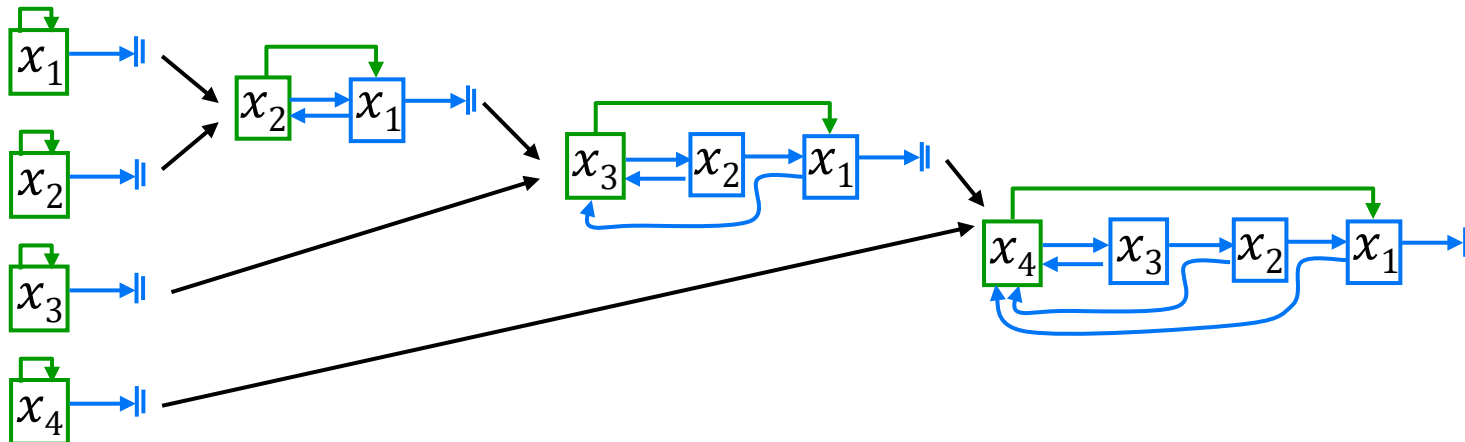 x₁
x₂
x₃
x₄
x₂ x₁
x₃ x₂ x₁
x₄ x₃ x₂ x₁